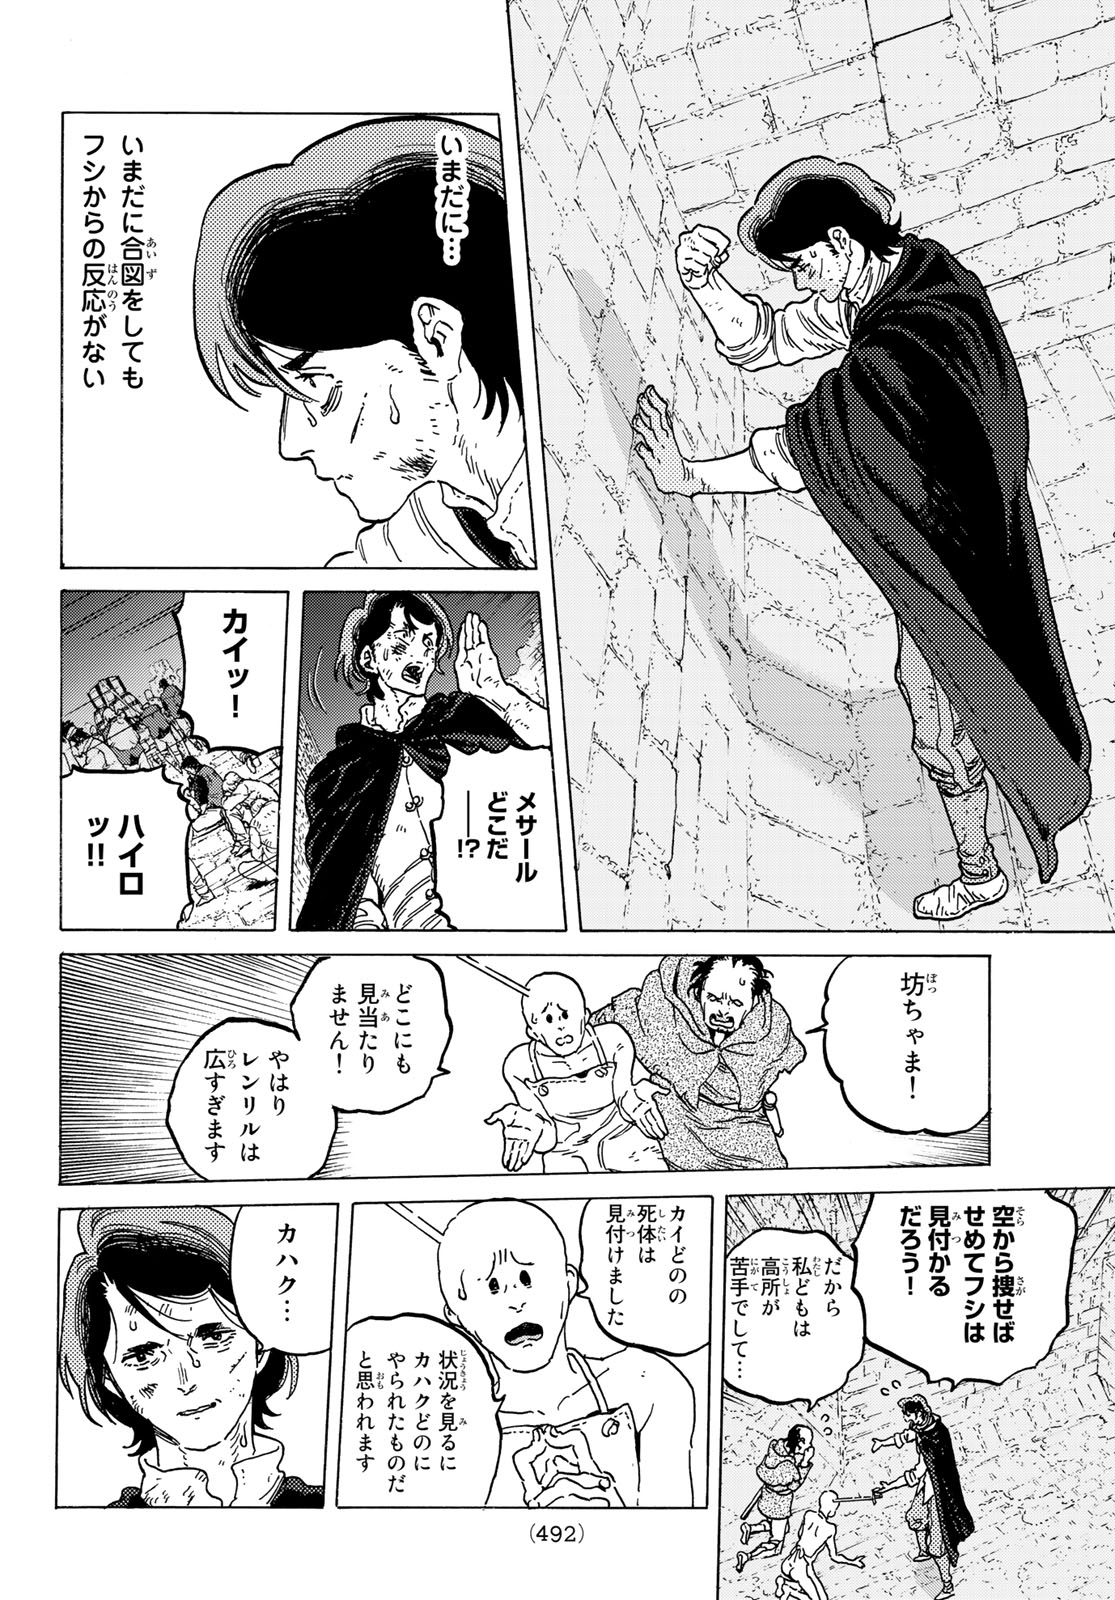 いまだに…
いまだに合図をしても
フシからの反応がない
メサール
どこだ
——!?
カイッ!
ハイロ
ッ!!
坊ちゃま!
どこにも
見当たり
ません!
やはり
レンリルは
広すぎます
空から捜せば
せめてフシは
見付かる
だろう!
だから
私どもは
高所が
苦手でして…
カイどのの
死体は
見付けました
状況を見るに
カハクどのに
やられたものだ
と思われます
カハク…
(492)